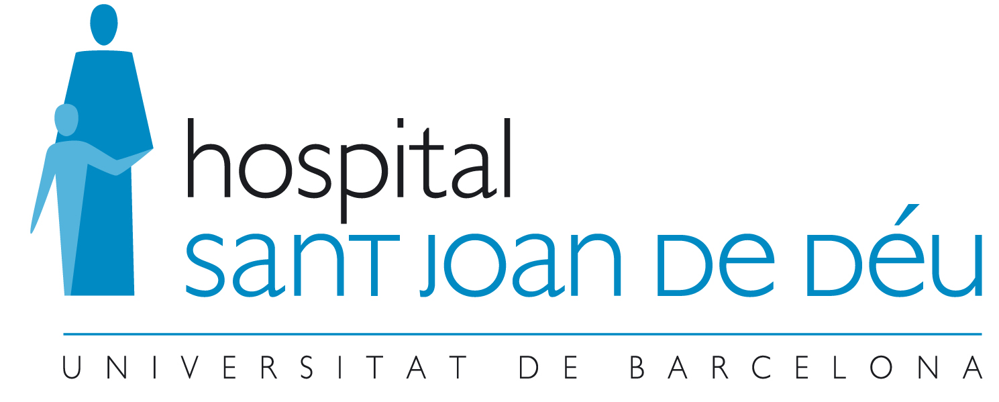 hospital
sant Joan de déu
UNIVERSITAT DE BARCELONA